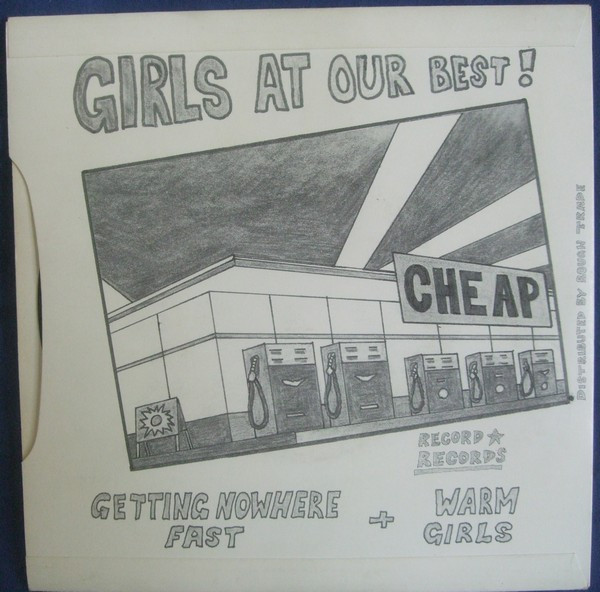 GIRLS AT OUR BEST!
CHEAP
RECORD
RECORDS
GETTING NOWHERE
FAST
+
WARM
GIRLS
DISTRIBUTED BY ROUGH TRADE